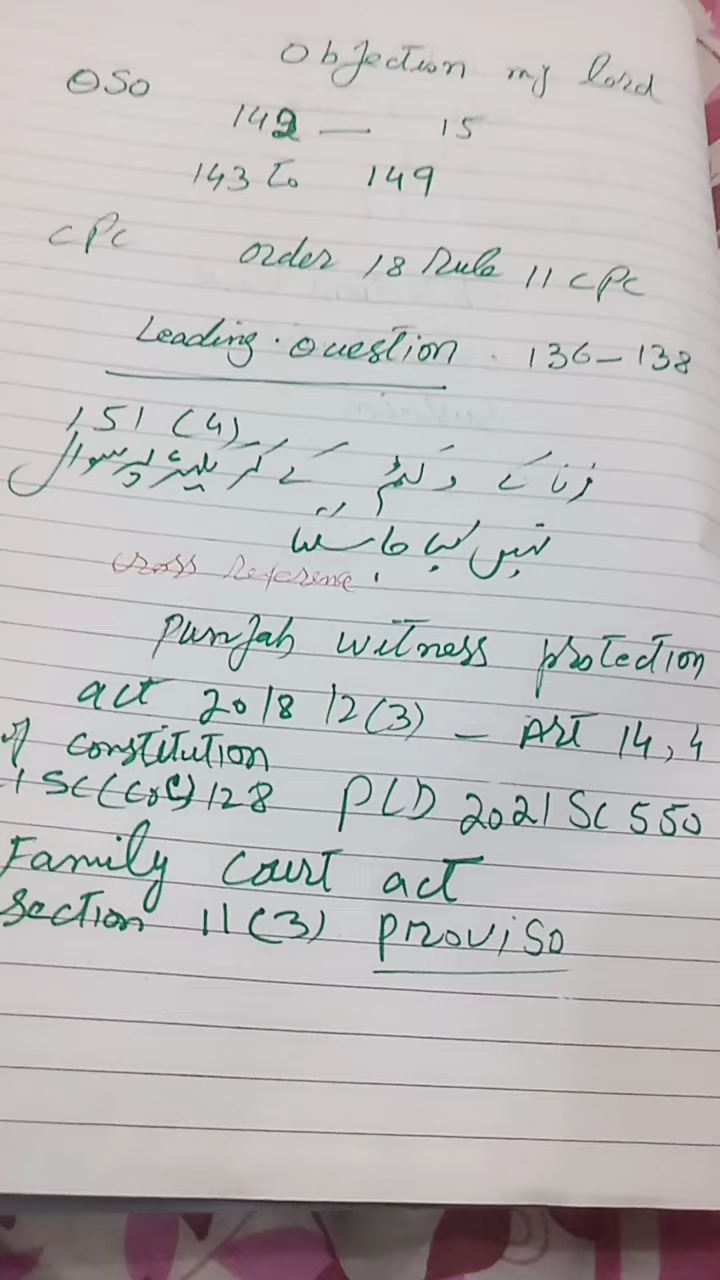 Objection my lord
QSO
142 — 15
143 to 149
CPC order 18 Rule 11 CPC
Leading. Question. 136-138
151 (4)
زنا کے وکٹم کے کریکٹر پر سوال
نہیں کیا جا سکتا
Cross Reference.
Punjab witness protection
act 2018 12(3) - ART 14, 4
of constitution
1 SC(Cr) 128 PLD 2021 SC 550
Family Court act
Section 11(3) proviso